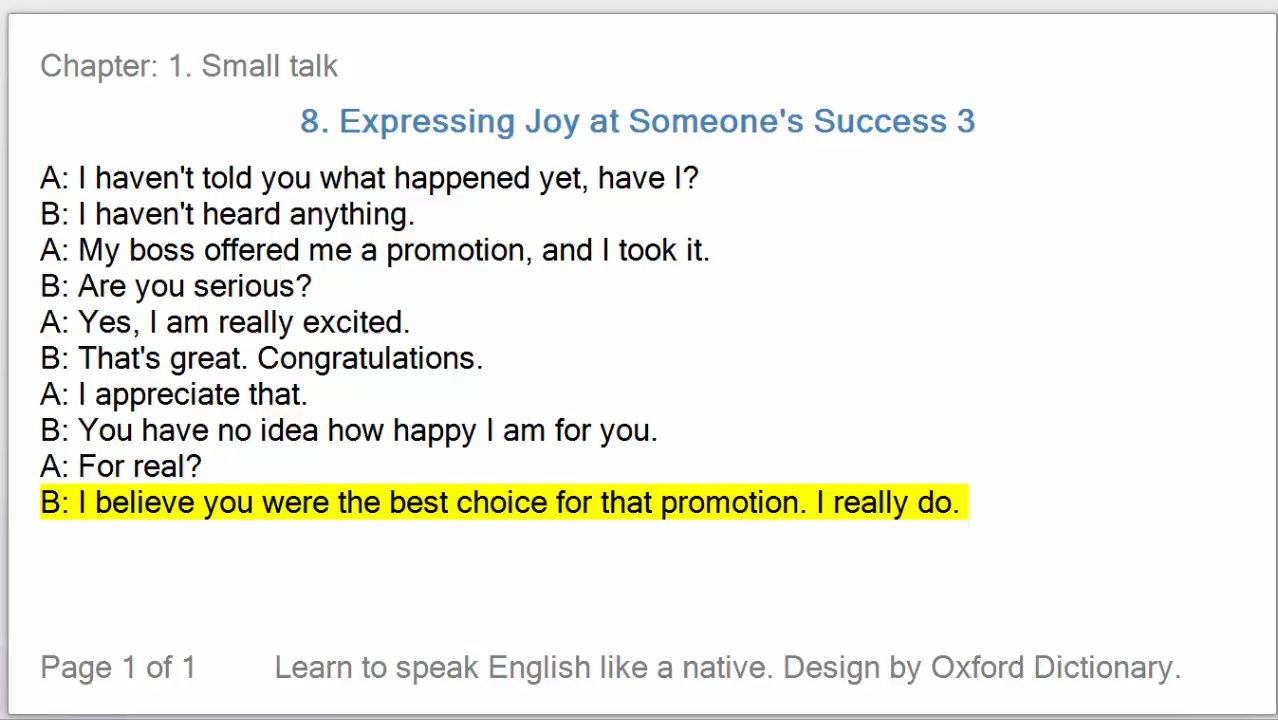 Chapter: 1. Small talk
8. Expressing Joy at Someone's Success 3
A: I haven't told you what happened yet, have I?
B: I haven't heard anything.
A: My boss offered me a promotion, and I took it.
B: Are you serious?
A: Yes, I am really excited.
B: That's great. Congratulations.
A: I appreciate that.
B: You have no idea how happy I am for you.
A: For real?
B: I believe you were the best choice for that promotion. I really do.
Page 1 of 1 Learn to speak English like a native. Design by Oxford Dictionary.